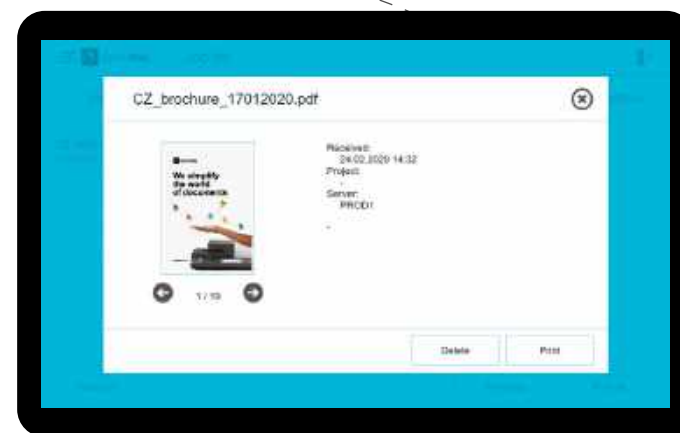 CZ_brochure_17012020.pdf
We simplify
the world
of documents
Received:
24.02.2020 14:32
Project:
-
Server:
PROD1
-
1 / 19
Delete
Print